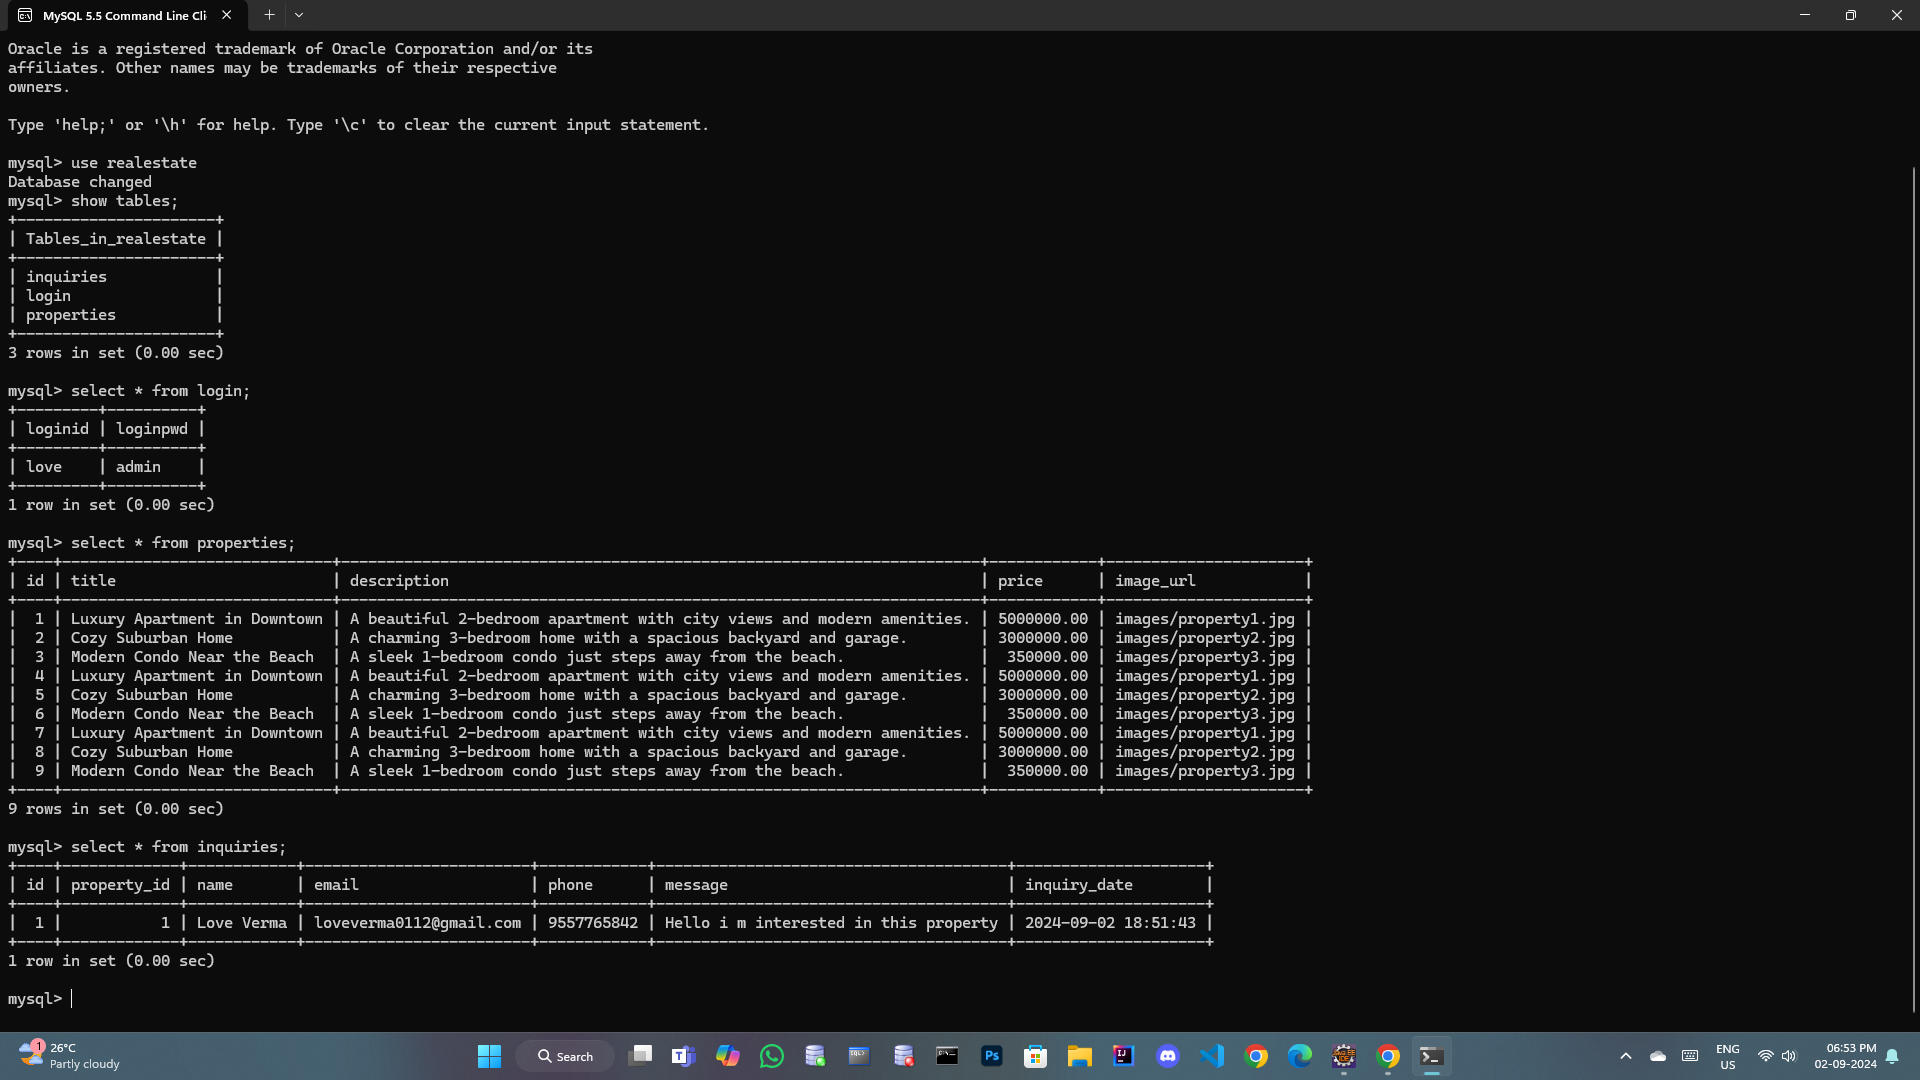 MySQL 5.5 Command Line Cli
Oracle is a registered trademark of Oracle Corporation and/or its
affiliates. Other names may be trademarks of their respective
owners.
Type 'help;' or '\h' for help. Type '\c' to clear the current input statement.
mysql> use realestate
Database changed
mysql> show tables;
+----------------------+
| Tables_in_realestate |
+----------------------+
| inquiries            |
| login                |
| properties           |
+----------------------+
3 rows in set (0.00 sec)
mysql> select * from login;
+---------+----------+
| loginid | loginpwd |
+---------+----------+
| love    | admin    |
+---------+----------+
1 row in set (0.00 sec)
mysql> select * from properties;
+----+------------------------------+-----------------------------------------------------------------------+------------+----------------------+
| id | title                        | description                                                           | price      | image_url            |
+----+------------------------------+-----------------------------------------------------------------------+------------+----------------------+
|  1 | Luxury Apartment in Downtown | A beautiful 2-bedroom apartment with city views and modern amenities. | 5000000.00 | images/property1.jpg |
|  2 | Cozy Suburban Home           | A charming 3-bedroom home with a spacious backyard and garage.        | 3000000.00 | images/property2.jpg |
|  3 | Modern Condo Near the Beach  | A sleek 1-bedroom condo just steps away from the beach.               |  350000.00 | images/property3.jpg |
|  4 | Luxury Apartment in Downtown | A beautiful 2-bedroom apartment with city views and modern amenities. | 5000000.00 | images/property1.jpg |
|  5 | Cozy Suburban Home           | A charming 3-bedroom home with a spacious backyard and garage.        | 3000000.00 | images/property2.jpg |
|  6 | Modern Condo Near the Beach  | A sleek 1-bedroom condo just steps away from the beach.               |  350000.00 | images/property3.jpg |
|  7 | Luxury Apartment in Downtown | A beautiful 2-bedroom apartment with city views and modern amenities. | 5000000.00 | images/property1.jpg |
|  8 | Cozy Suburban Home           | A charming 3-bedroom home with a spacious backyard and garage.        | 3000000.00 | images/property2.jpg |
|  9 | Modern Condo Near the Beach  | A sleek 1-bedroom condo just steps away from the beach.               |  350000.00 | images/property3.jpg |
+----+------------------------------+-----------------------------------------------------------------------+------------+----------------------+
9 rows in set (0.00 sec)
mysql> select * from inquiries;
+----+-------------+------------+-------------------------+------------+---------------------------------------+---------------------+
| id | property_id | name       | email                   | phone      | message                               | inquiry_date        |
+----+-------------+------------+-------------------------+------------+---------------------------------------+---------------------+
|  1 |           1 | Love Verma | loveverma0112@gmail.com | 9557765842 | Hello i m interested in this property | 2024-09-02 18:51:43 |
+----+-------------+------------+-------------------------+------------+---------------------------------------+---------------------+
1 row in set (0.00 sec)
mysql>
1
26°C
Partly cloudy
Search
Ps
ENG
US
06:53 PM
02-09-2024